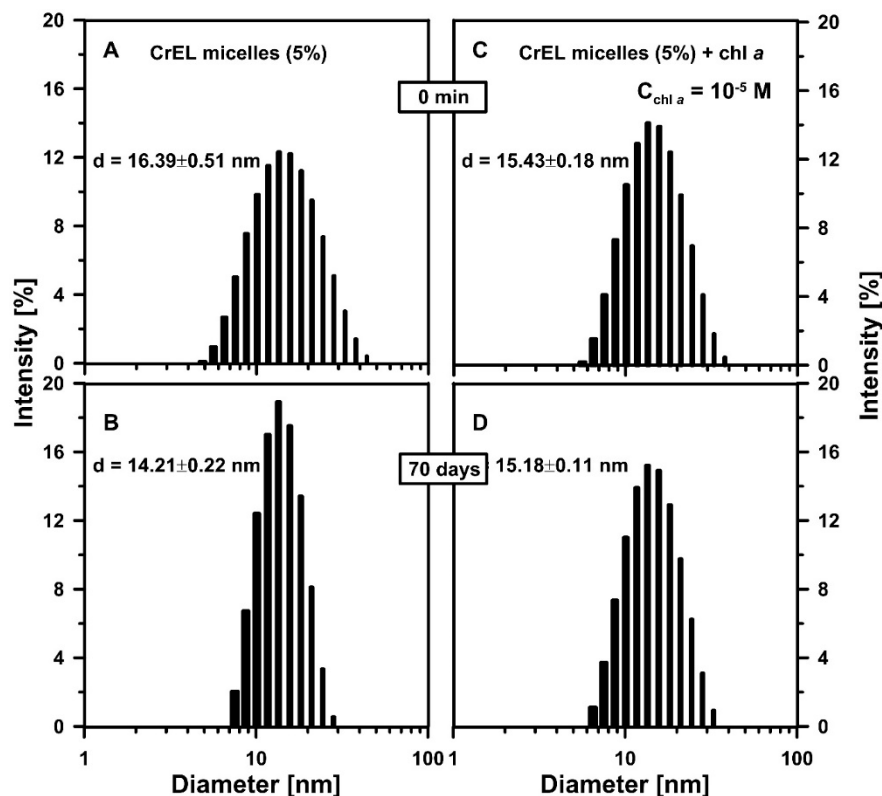 A
CrEL micelles (5%)
C
CrEL micelles (5%) + chl a
0 min
C chl a = 10-5 M
d = 16.39±0.51 nm
d = 15.43±0.18 nm
20
16
12
8
4
0
20
16
12
8
4
0
Intensity [%]
Intensity [%]
B
D
d = 14.21±0.22 nm
70 days
15.18±0.11 nm
20
16
12
8
4
0
20
16
12
8
4
0
1
10
100
1
10
100
Diameter [nm]
Diameter [nm]